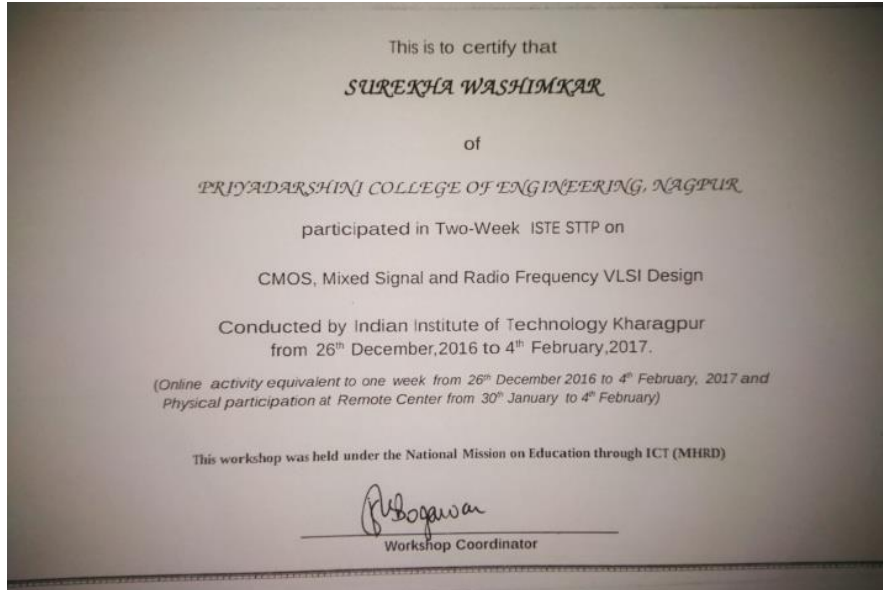 This is to certify that
SUREKHA WASHIMKAR
of
PRIYADARSHINI COLLEGE OF ENGINEERING, NAGPUR
participated in Two-Week ISTE STTP on
CMOS, Mixed Signal and Radio Frequency VLSI Design
Conducted by Indian Institute of Technology Kharagpur
from 26th December,2016 to 4th February,2017.
(Online activity equivalent to one week from 26th December 2016 to 4th February, 2017 and
Physical participation at Remote Center from 30th January to 4th February)
This workshop was held under the National Mission on Education through ICT (MHRD)
Workshop Coordinator